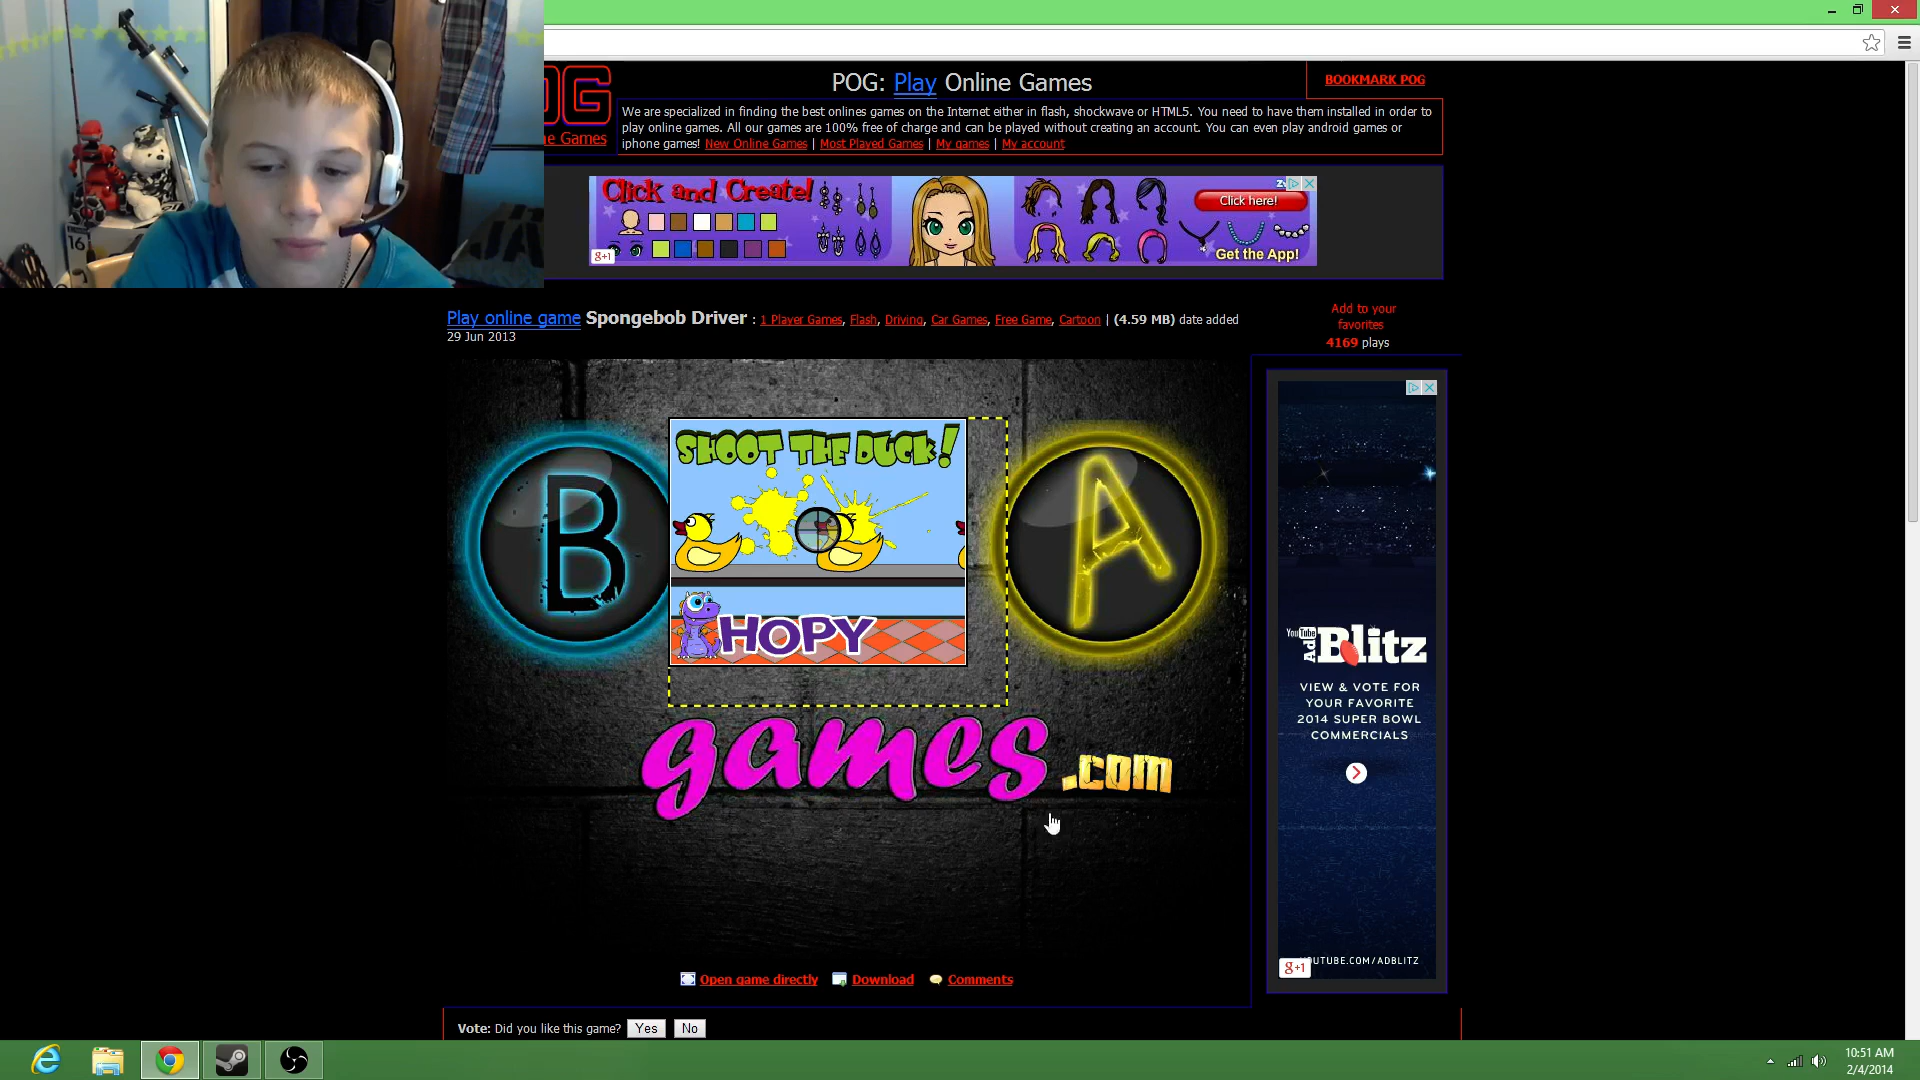 16
OG
e Games
POG: Play Online Games
BOOKMARK POG
We are specialized in finding the best onlines games on the Internet either in flash, shockwave or HTML5. You need to have them installed in order to
play online games. All our games are 100% free of charge and can be played without creating an account. You can even play android games or
iphone games! New Online Games | Most Played Games | My games | My account
Click and Create!
Click here!
Get the App!
g+1
Play online game Spongebob Driver : 1 Player Games, Flash, Driving, Car Games, Free Game, Cartoon | (4.59 MB) date added
29 Jun 2013
Add to your
favorites
4169 plays
SHOOT THE DUCK!
B
A
HOPY
games.com
YouTube
AdBlitz
VIEW & VOTE FOR
YOUR FAVORITE
2014 SUPER BOWL
COMMERCIALS
g+1
OUTUBE.COM/ADBLITZ
Open game directly
Download
Comments
Vote: Did you like this game? Yes No
10:51 AM
2/4/2014